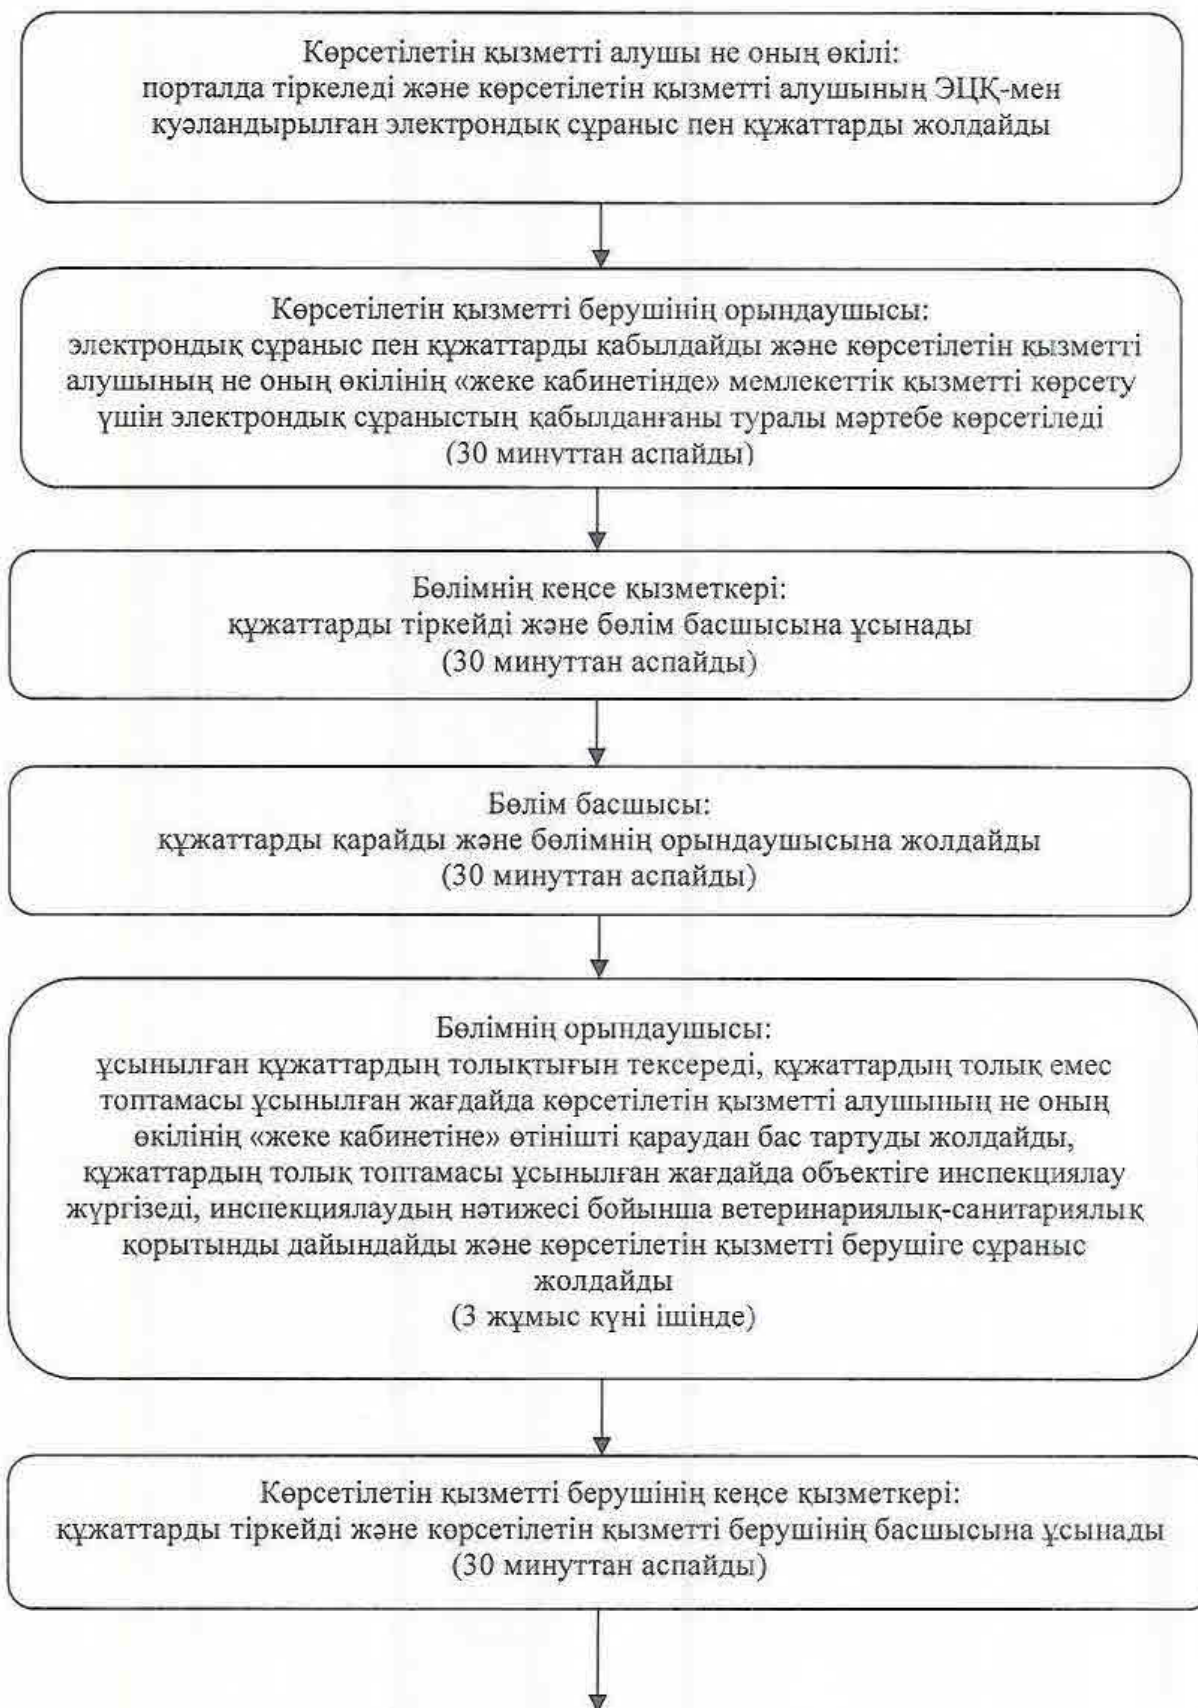 Көрсетілетін қызметті алушы не оның өкілі:
порталда тіркеледі және көрсетілетін қызметті алушының ЭЦҚ-мен
куәландырылған электрондық сұраныс пен құжаттарды жолдайды
Көрсетілетін қызметті берушінің орындаушысы:
электрондық сұраныс пен құжаттарды қабылдайды және көрсетілетін қызметті
алушының не оның өкілінің «жеке кабинетінде» мемлекеттік қызметті көрсету
үшін электрондық сұраныстың қабылданғаны туралы мәртебе көрсетіледі
(30 минуттан аспайды)
Бөлімнің кеңсе қызметкері:
құжаттарды тіркейді және бөлім басшысына ұсынады
(30 минуттан аспайды)
Бөлім басшысы:
құжаттарды қарайды және бөлімнің орындаушысына жолдайды
(30 минуттан аспайды)
Бөлімнің орындаушысы:
ұсынылған құжаттардың толықтығын тексереді, құжаттардың толық емес
топтамасы ұсынылған жағдайда көрсетілетін қызметті алушының не оның
өкілінің «жеке кабинетіне» өтінішті қараудан бас тартуды жолдайды,
құжаттардың толық топтамасы ұсынылған жағдайда объектіге инспекциялау
жүргізеді, инспекциялаудың нәтижесі бойынша ветеринариялық-санитариялық
қорытынды дайындайды және көрсетілетін қызметті берушіге сұраныс
жолдайды
(3 жұмыс күні ішінде)
Көрсетілетін қызметті берушінің кеңсе қызметкері:
құжаттарды тіркейді және көрсетілетін қызметті берушінің басшысына ұсынады
(30 минуттан аспайды)